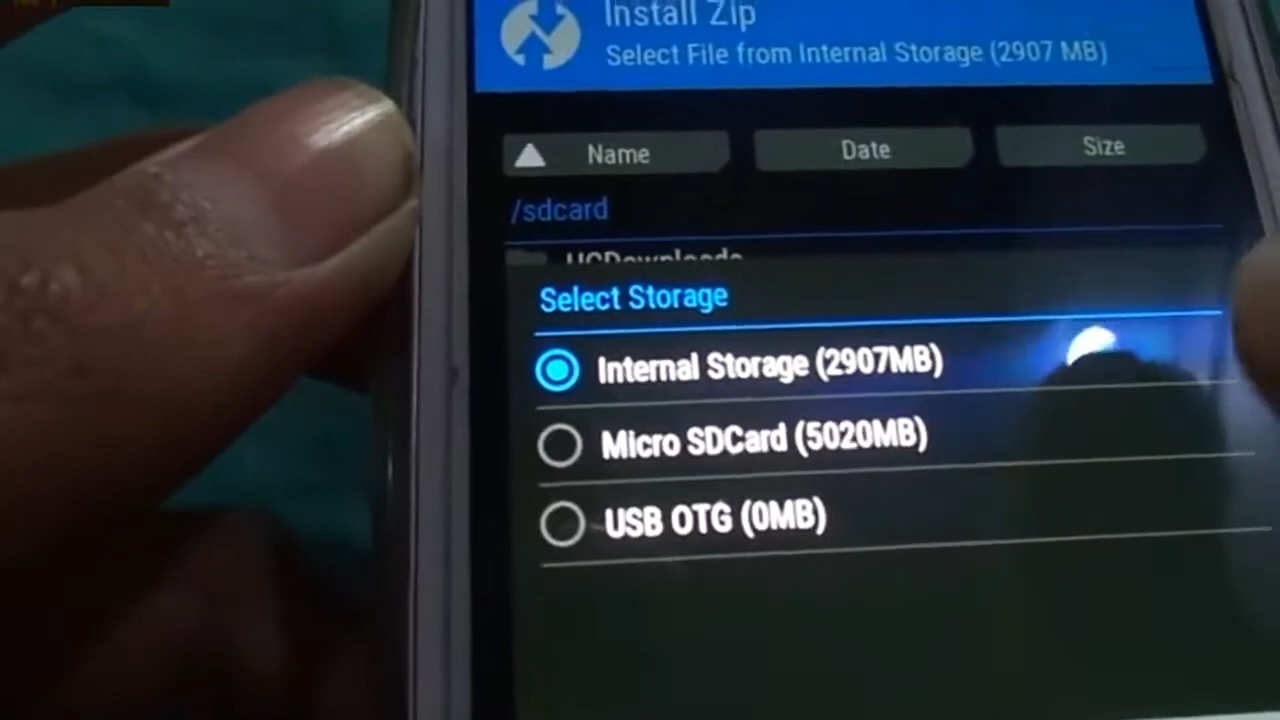 Install Zip
Select File from Internal Storage (2907 MB)
Name
Date
Size
/sdcard
UCDownloads
Select Storage
Internal Storage (2907MB)
Micro SDCard (5020MB)
USB OTG (0MB)